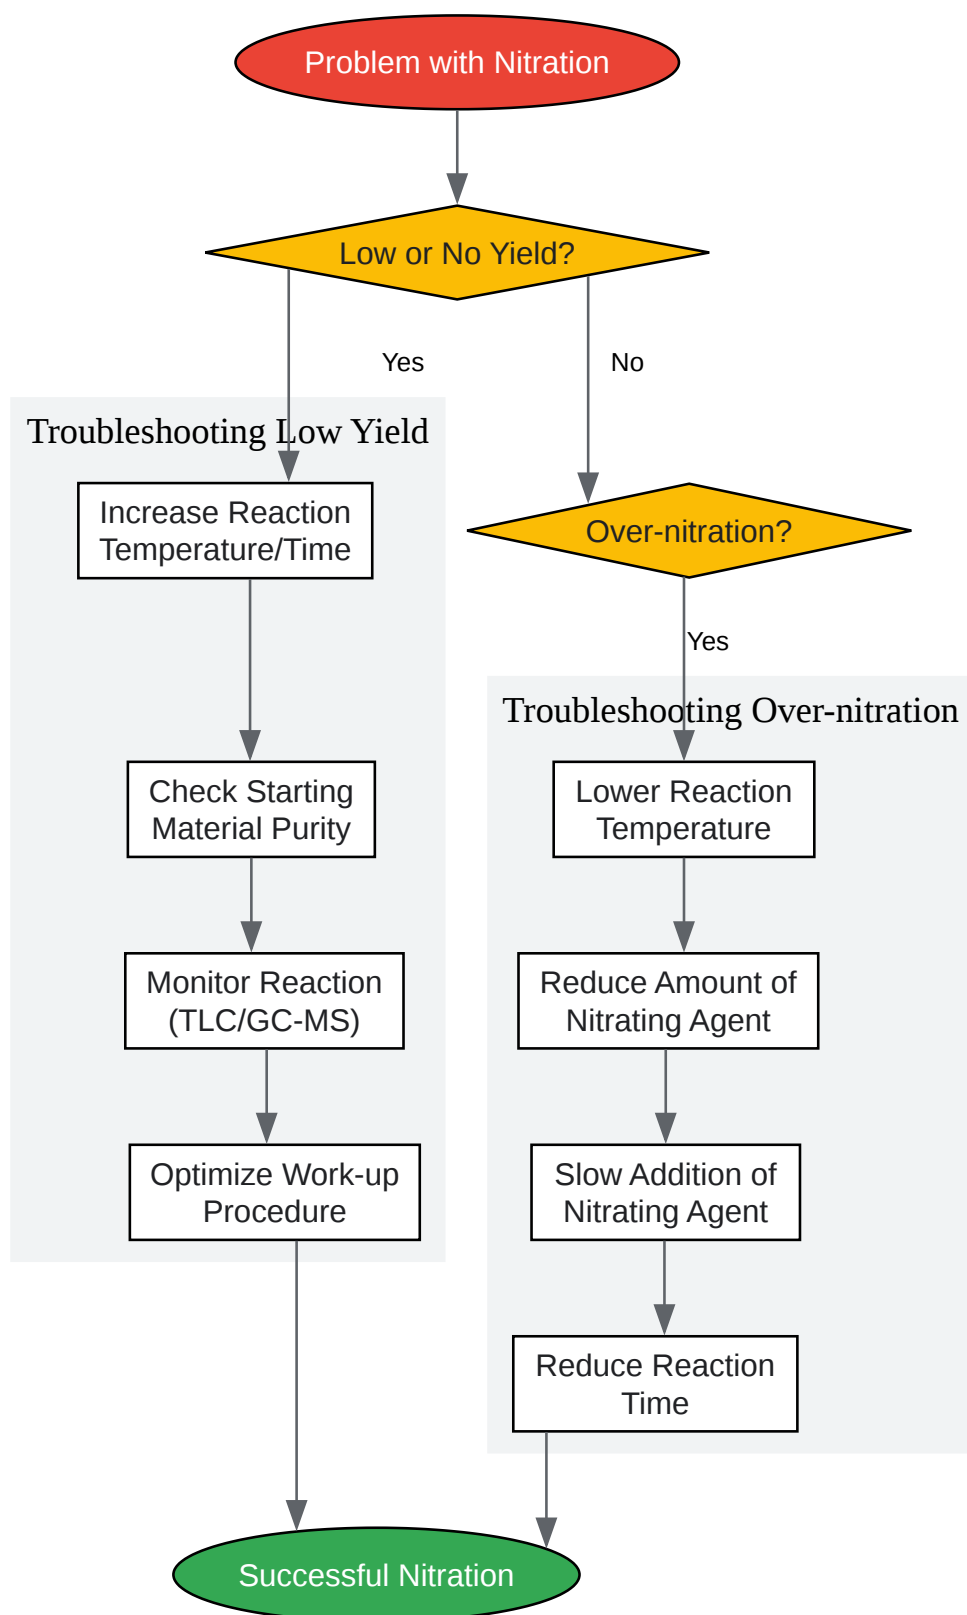 Problem with Nitration
Low or No Yield?
Yes
No
Troubleshooting Low Yield
Increase Reaction
Temperature/Time
Check Starting
Material Purity
Monitor Reaction
(TLC/GC-MS)
Optimize Work-up
Procedure
Over-nitration?
Yes
Troubleshooting Over-nitration
Lower Reaction
Temperature
Reduce Amount of
Nitrating Agent
Slow Addition of
Nitrating Agent
Reduce Reaction
Time
Successful Nitration